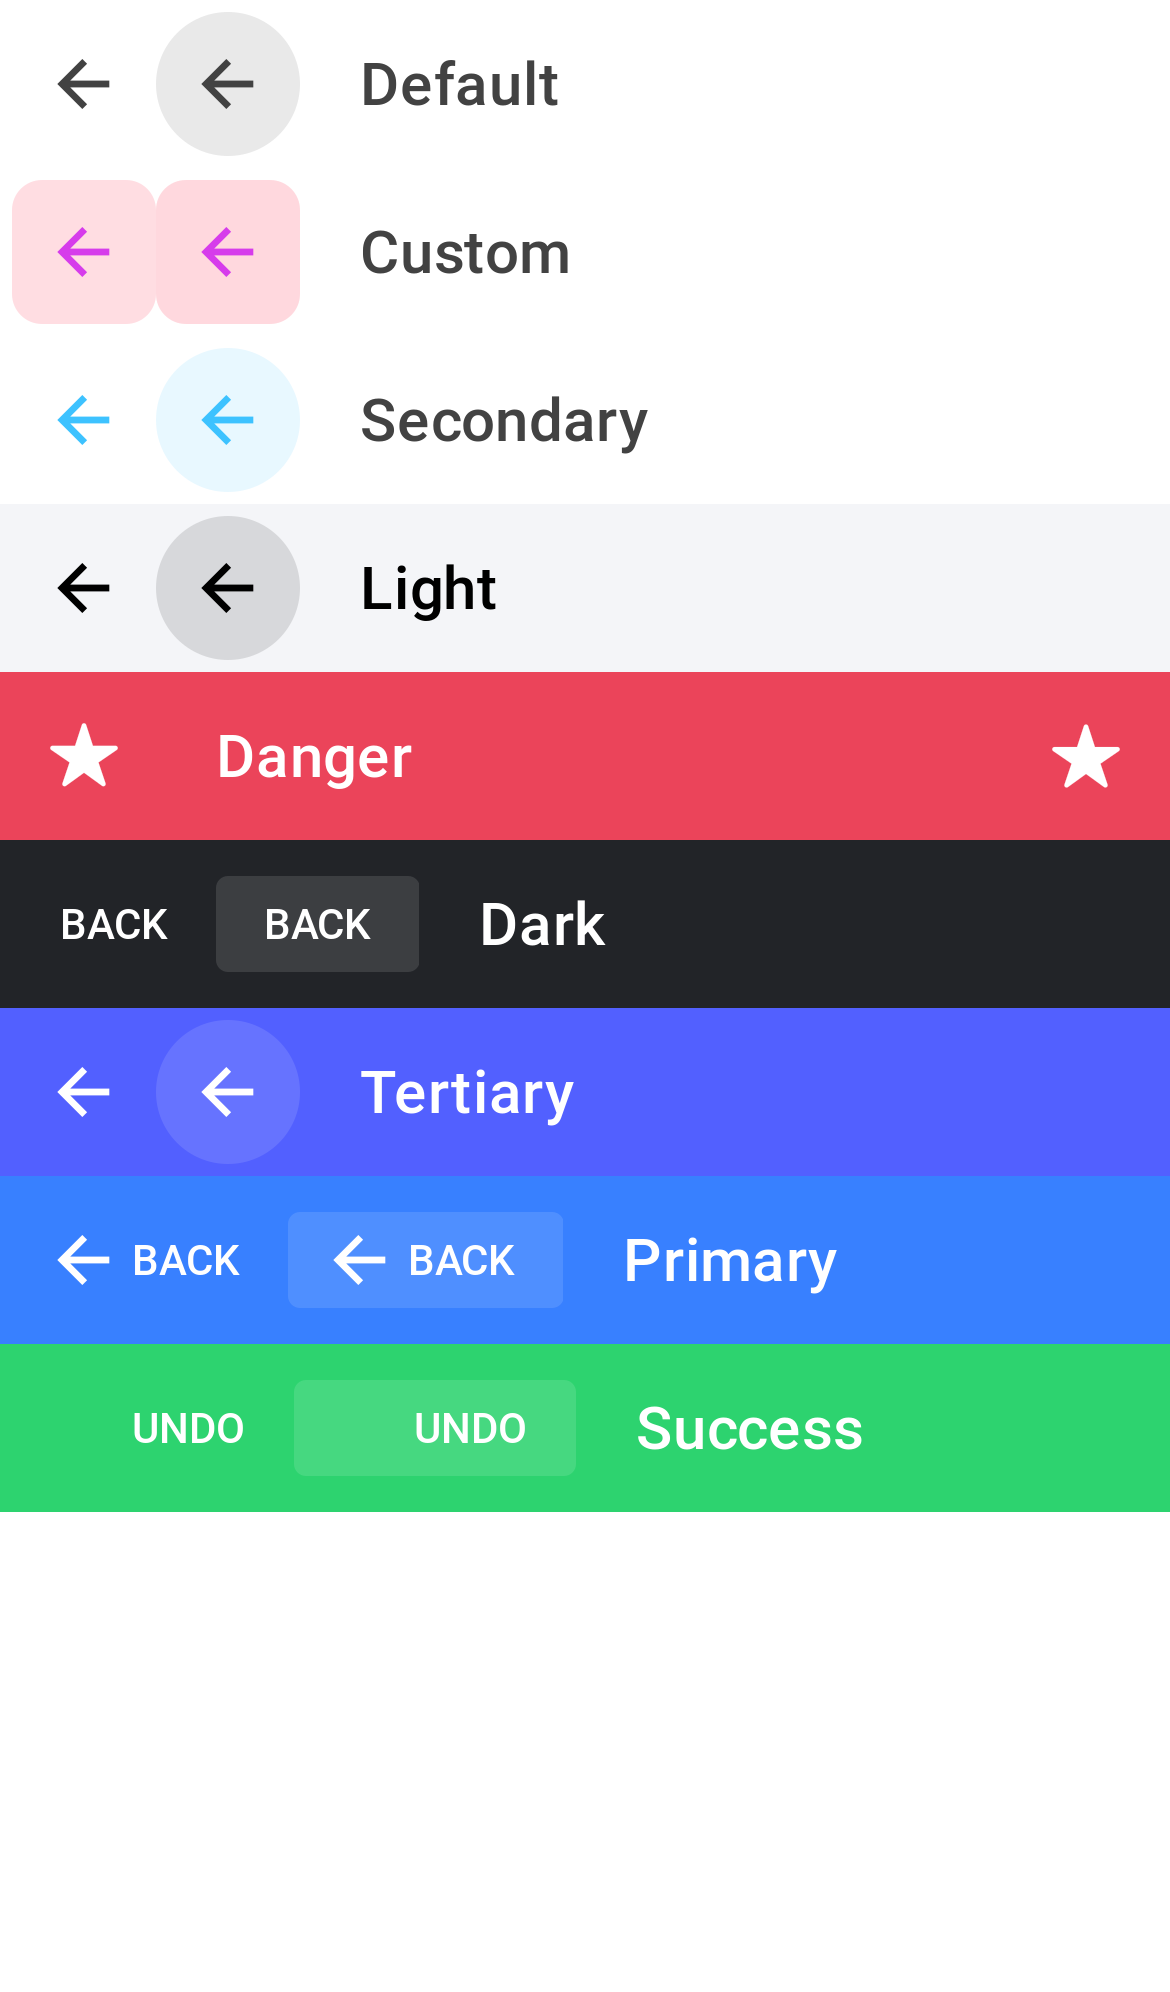 Default
Custom
Secondary
Light
Danger
BACK BACK Dark
Tertiary
BACK BACK Primary
UNDO UNDO Success